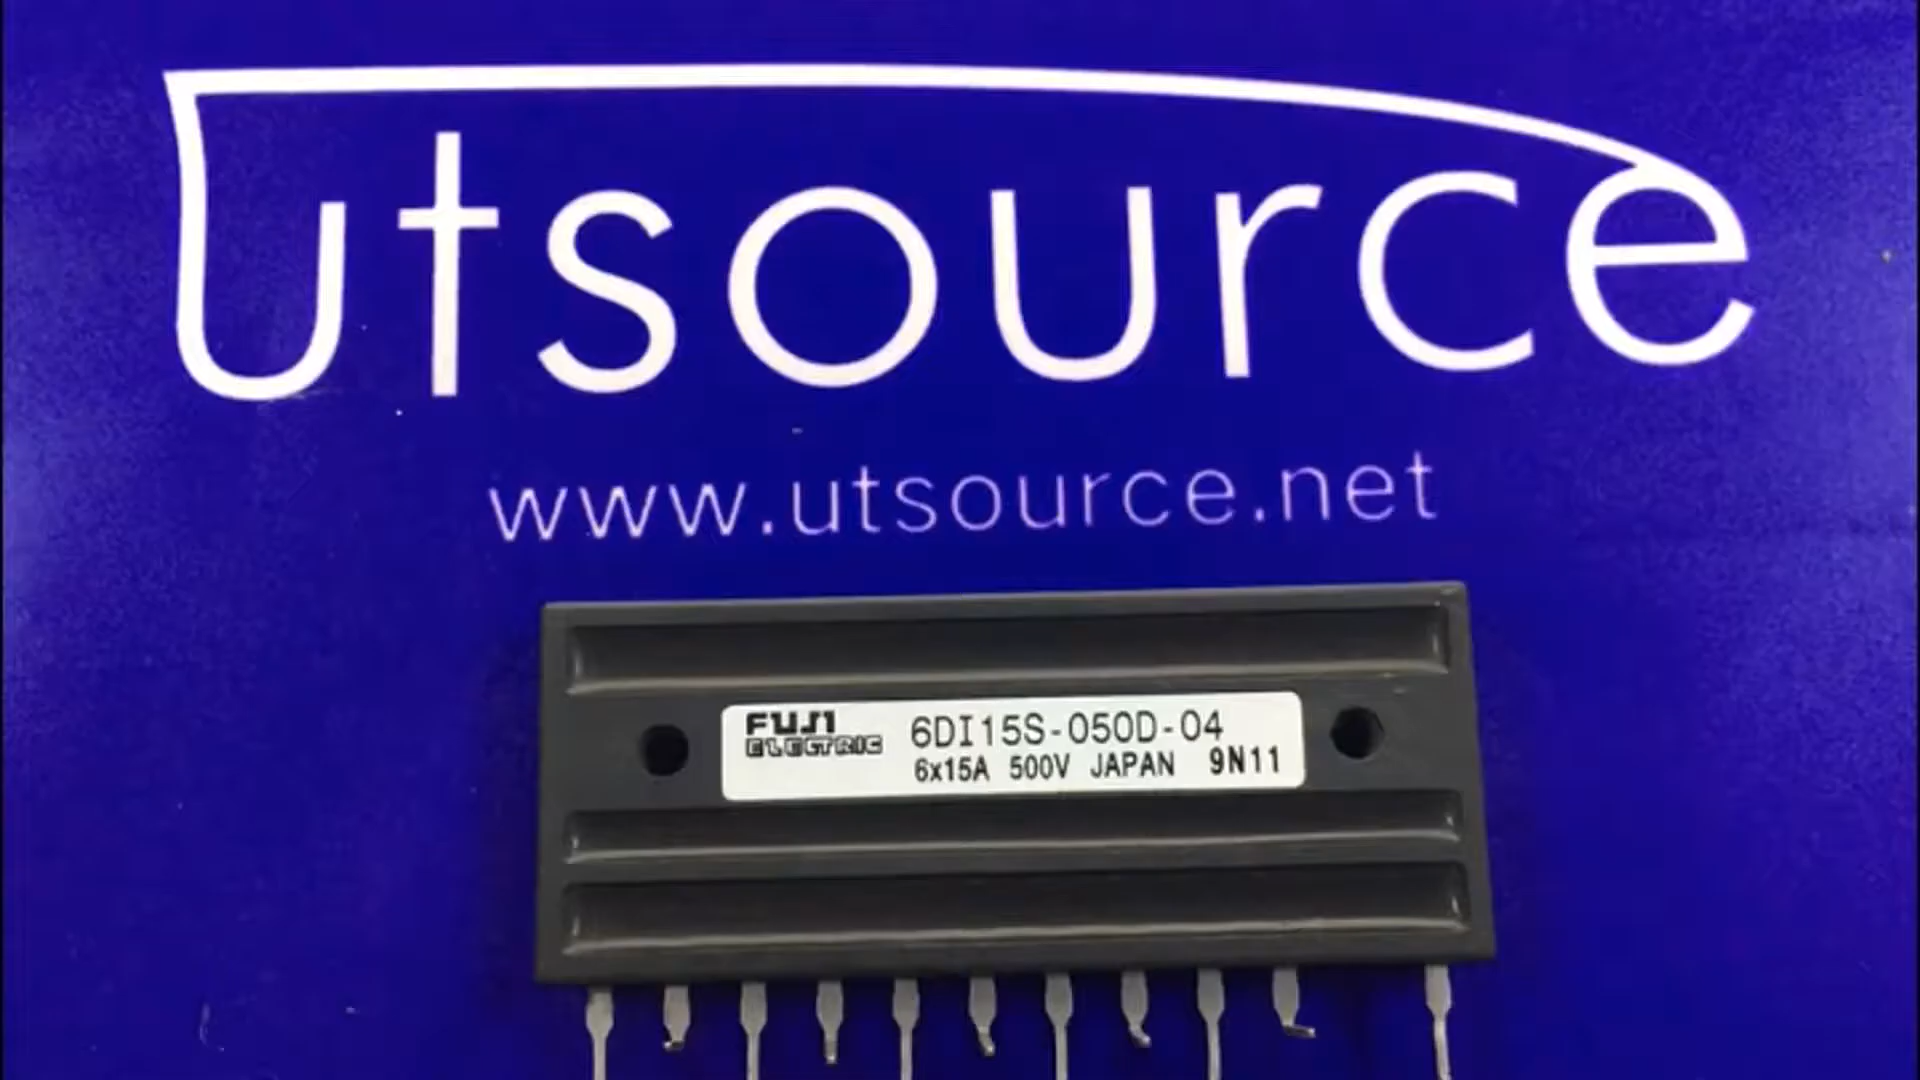 utsource
www.utsource.net
FUJI ELECTRIC 6DI15S-050D-04
6x15A 500V JAPAN 9N11